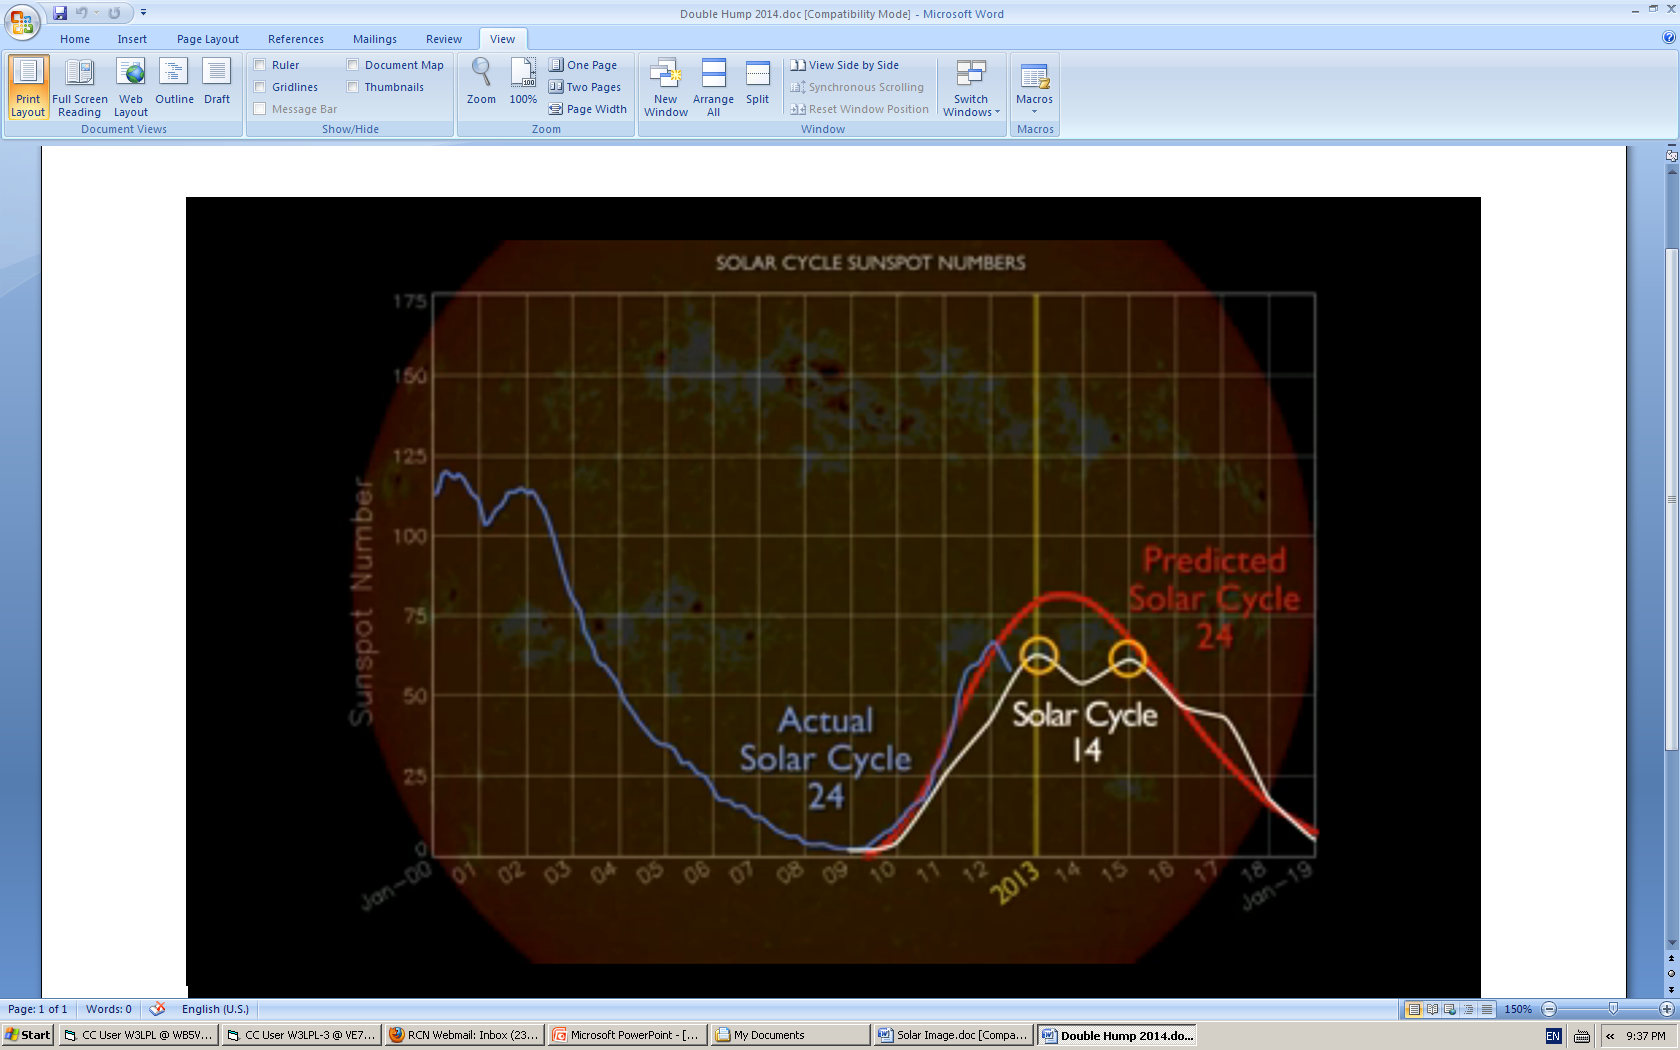 Double Hump 2014.doc [Compatibility Mode] - Microsoft Word
Home Insert Page Layout References Mailings Review View
Print Layout
Full Screen Reading
Web Layout
Outline
Draft
Document Views
Ruler
Gridlines
Message Bar
Document Map
Thumbnails
Show/Hide
Zoom
100%
One Page
Two Pages
Page Width
Zoom
New Window
Arrange All
Split
View Side by Side
Synchronous Scrolling
Reset Window Position
Switch Windows
Window
Macros
Macros
SOLAR CYCLE SUNSPOT NUMBERS
175
150
125
100
75
50
25
0
Sunspot Number
Predicted
Solar Cycle
24
Actual
Solar Cycle
24
Solar Cycle
14
Jan-00 01 02 03 04 05 06 07 08 09 10 11 12 2013 14 15 16 17 18 Jan-19
Page: 1 of 1 Words: 0 English (U.S.) 150%
Start
CC User W3LPL @ WB5V...
CC User W3LPL-3 @ VE7...
RCN Webmail: Inbox (23...
Microsoft PowerPoint - [...
My Documents
Solar Image.doc [Compa...
Double Hump 2014.do...
EN
9:37 PM